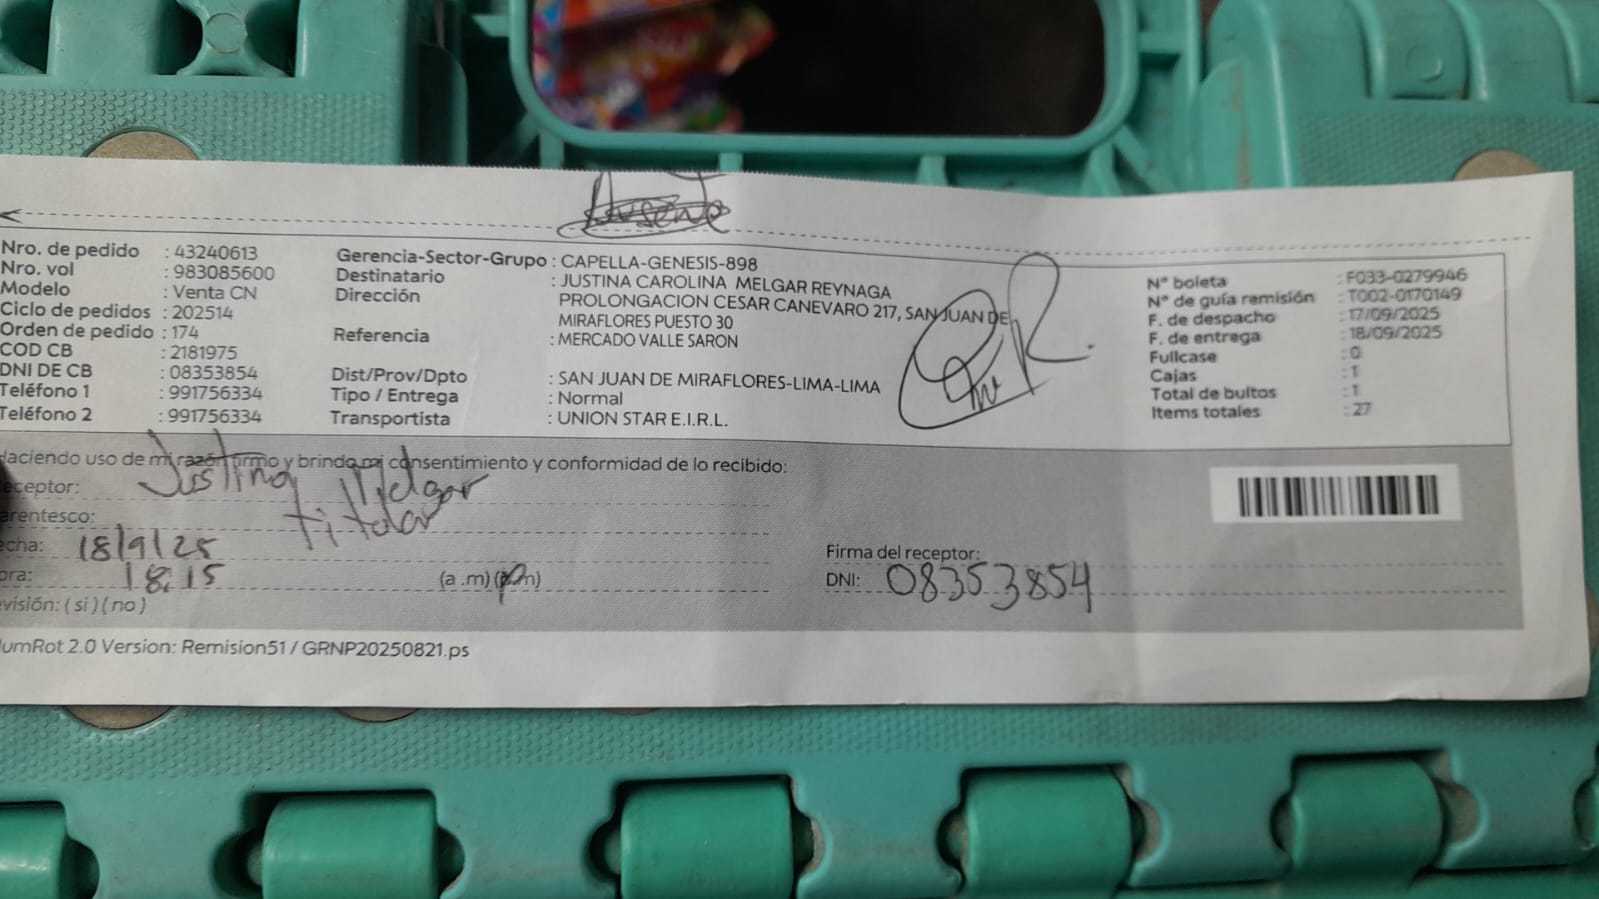 Ausente
Nro. de pedido : 43240613
Nro. vol : 983085600
Modelo : Venta CN
Ciclo de pedidos : 202514
Orden de pedido : 174
COD CB : 2181975
DNI DE CB : 08353854
Teléfono 1 : 991756334
Teléfono 2 : 991756334
Gerencia-Sector-Grupo : CAPELLA-GENESIS-898
Destinatario : JUSTINA CAROLINA MELGAR REYNAGA
Dirección PROLONGACION CESAR CANEVARO 217, SAN JUAN DE
MIRAFLORES PUESTO 30
Referencia : MERCADO VALLE SARON
Dist/Prov/Dpto : SAN JUAN DE MIRAFLORES-LIMA-LIMA
Tipo / Entrega : Normal
Transportista : UNION STAR E.I.R.L.
N° boleta : F033-0279946
N° de guía remisión : T002-0170149
F. de despacho : 17/09/2025
F. de entrega : 18/09/2025
Fullcase : 0
Cajas : 1
Total de bultos : 1
Items totales : 27
Haciendo uso de mi razón firmo y brindo mi consentimiento y conformidad de lo recibido:
eceptor: Justina Melgar
arentesco: titular
echa: 18/9/25
ora: 18:15 (a .m) (p.m)
evisión: ( si ) ( no )
Firma del receptor:
DNI: 08353854
umRot 2.0 Version: Remision51 / GRNP20250821.ps